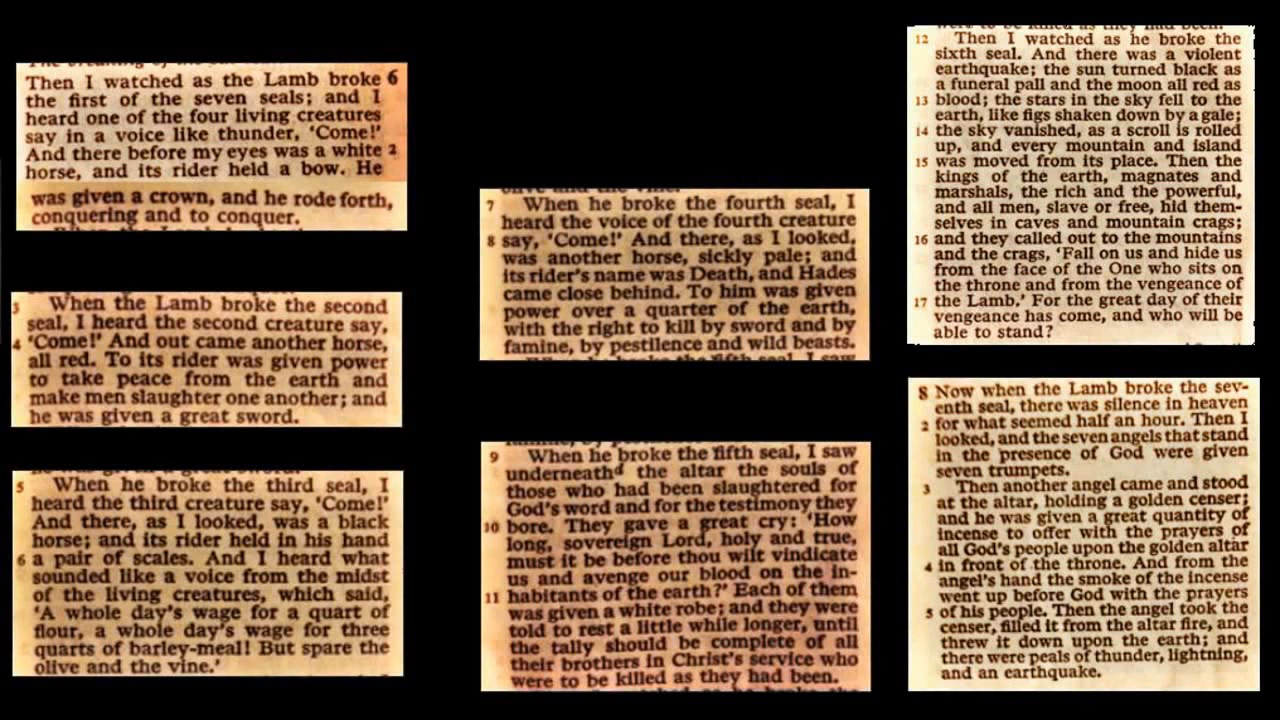 Then I watched as the Lamb broke 6
the first of the seven seals; and I
heard one of the four living creatures
say in a voice like thunder, 'Come!'
And there before my eyes was a white 2
horse, and its rider held a bow. He
was given a crown, and he rode forth,
conquering and to conquer.
3 When the Lamb broke the second
seal, I heard the second creature say,
4 'Come!' And out came another horse,
all red. To its rider was given power
to take peace from the earth and
make men slaughter one another; and
he was given a great sword.
5 When he broke the third seal, I
heard the third creature say, 'Come!'
And there, as I looked, was a black
horse; and its rider held in his hand
6 a pair of scales. And I heard what
sounded like a voice from the midst
of the living creatures, which said,
'A whole day's wage for a quart of
flour, a whole day's wage for three
quarts of barley-meal! But spare the
olive and the vine.'
7 When he broke the fourth seal, I
heard the voice of the fourth creature
8 say, 'Come!' And there, as I looked,
was another horse, sickly pale; and
its rider's name was Death, and Hades
came close behind. To him was given
power over a quarter of the earth,
with the right to kill by sword and by
famine, by pestilence and wild beasts.
9 When he broke the fifth seal, I saw
underneathd the altar the souls of
those who had been slaughtered for
God's word and for the testimony they
10 bore. They gave a great cry: 'How
long, sovereign Lord, holy and true,
must it be before thou wilt vindicate
us and avenge our blood on the in-
11 habitants of the earth?' Each of them
was given a white robe; and they were
told to rest a little while longer, until
the tally should be complete of all
their brothers in Christ's service who
were to be killed as they had been.
12 Then I watched as he broke the
sixth seal. And there was a violent
earthquake; the sun turned black as
a funeral pall and the moon all red as
13 blood; the stars in the sky fell to the
earth, like figs shaken down by a gale;
14 the sky vanished, as a scroll is rolled
up, and every mountain and island
15 was moved from its place. Then the
kings of the earth, magnates and
marshals, the rich and the powerful,
and all men, slave or free, hid them-
selves in caves and mountain crags;
16 and they called out to the mountains
and the crags, 'Fall on us and hide us
from the face of the One who sits on
the throne and from the vengeance of
17 the Lamb.' For the great day of their
vengeance has come, and who will be
able to stand?
8 Now when the Lamb broke the sev-
enth seal, there was silence in heaven
2 for what seemed half an hour. Then I
looked, and the seven angels that stand
in the presence of God were given
seven trumpets.
3 Then another angel came and stood
at the altar, holding a golden censer;
and he was given a great quantity of
incense to offer with the prayers of
all God's people upon the golden altar
4 in front of the throne. And from the
angel's hand the smoke of the incense
went up before God with the prayers
5 of his people. Then the angel took the
censer, filled it from the altar fire, and
threw it down upon the earth; and
there were peals of thunder, lightning,
and an earthquake.